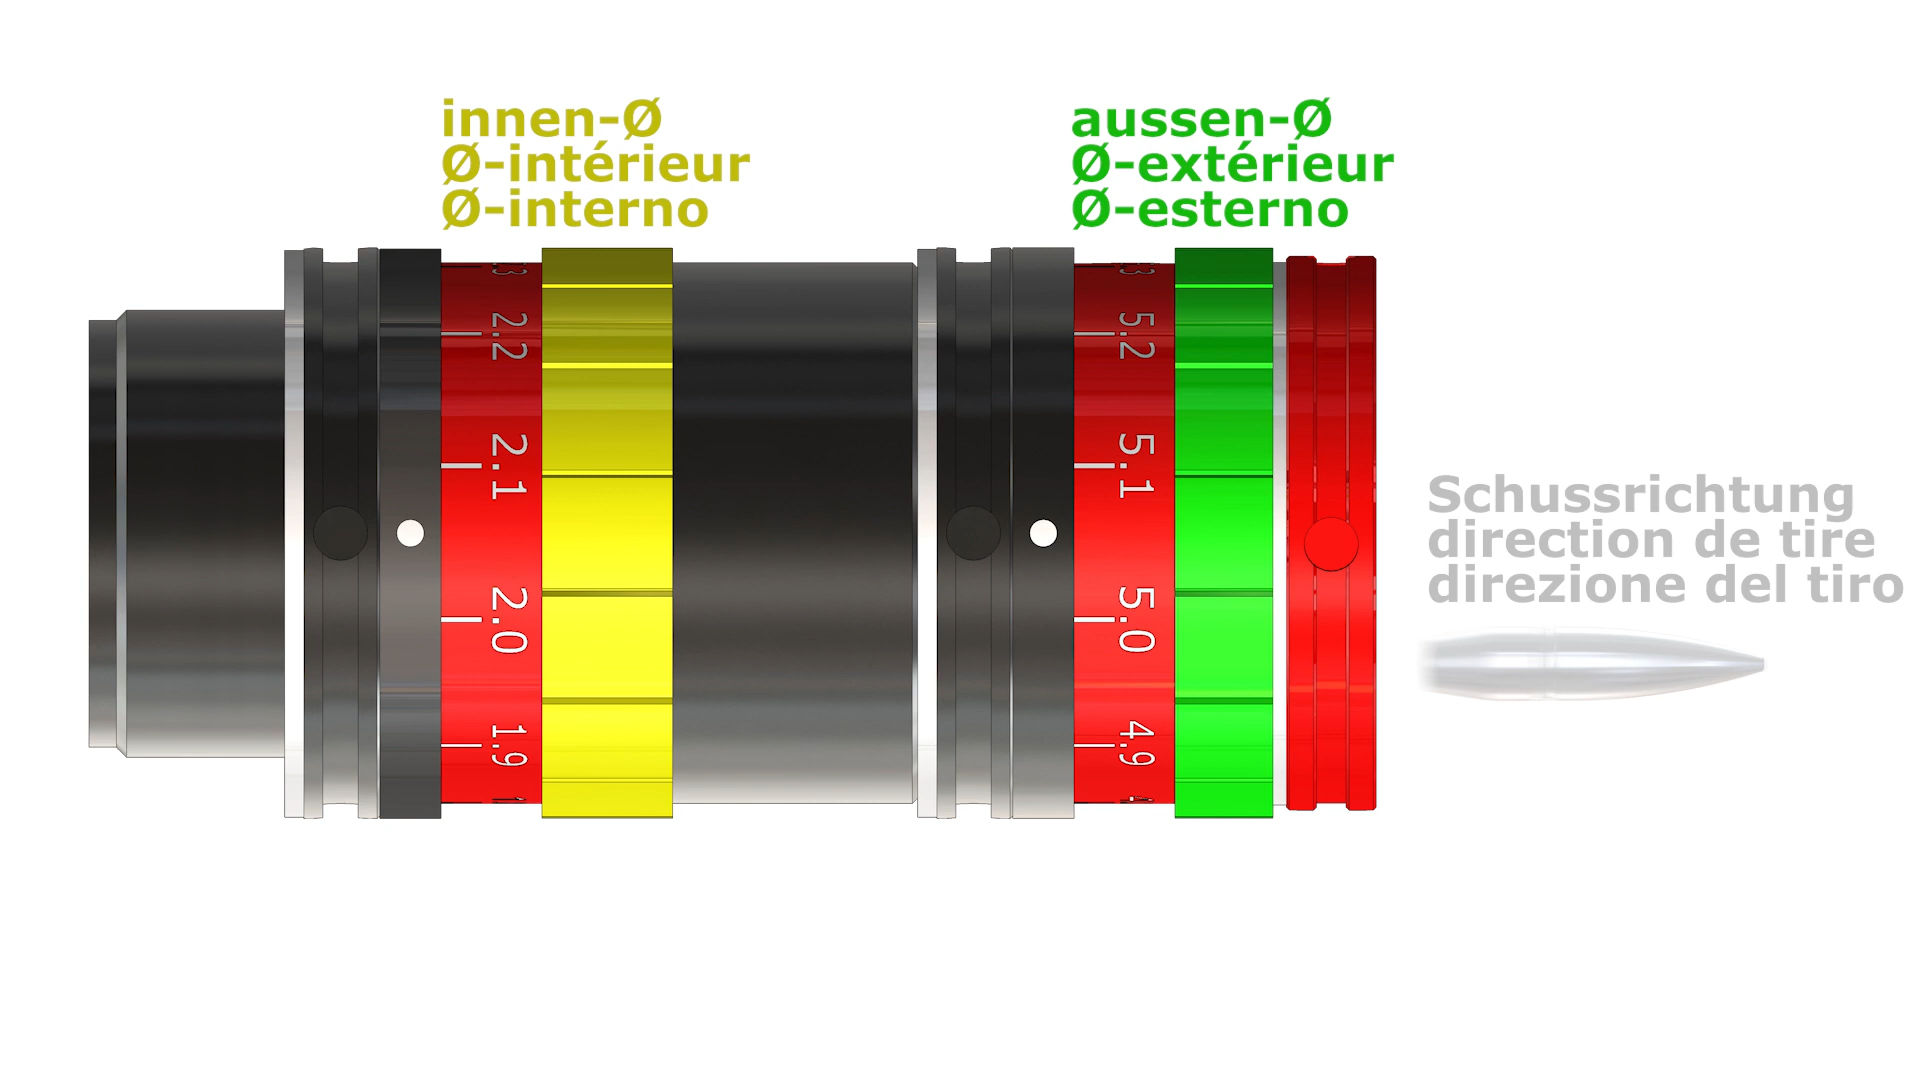 innen-Ø
Ø-intérieur
Ø-interno
aussen-Ø
Ø-extérieur
Ø-esterno
2.2
2.1
2.0
1.9
5.2
5.1
5.0
4.9
Schussrichtung
direction de tire
direzione del tiro